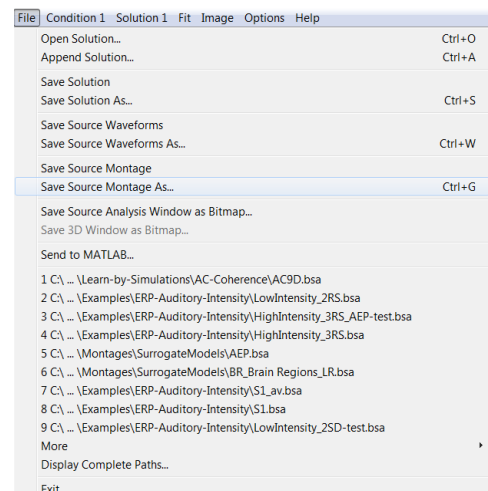 File Condition 1 Solution 1 Fit Image Options Help
Open Solution... Ctrl+O
Append Solution... Ctrl+A
Save Solution
Save Solution As... Ctrl+S
Save Source Waveforms
Save Source Waveforms As... Ctrl+W
Save Source Montage
Save Source Montage As... Ctrl+G
Save Source Analysis Window as Bitmap...
Save 3D Window as Bitmap...
Send to MATLAB...
1 C:\ ... \Learn-by-Simulations\AC-Coherence\AC9D.bsa
2 C:\ ... \Examples\ERP-Auditory-Intensity\LowIntensity_2RS.bsa
3 C:\ ... \Examples\ERP-Auditory-Intensity\HighIntensity_3RS_AEP-test.bsa
4 C:\ ... \Examples\ERP-Auditory-Intensity\HighIntensity_3RS.bsa
5 C:\ ... \Montages\SurrogateModels\AEP.bsa
6 C:\ ... \Montages\SurrogateModels\BR_Brain Regions_LR.bsa
7 C:\ ... \Examples\ERP-Auditory-Intensity\S1_av.bsa
8 C:\ ... \Examples\ERP-Auditory-Intensity\S1.bsa
9 C:\ ... \Examples\ERP-Auditory-Intensity\LowIntensity_2SD-test.bsa
More
Display Complete Paths...
Exit